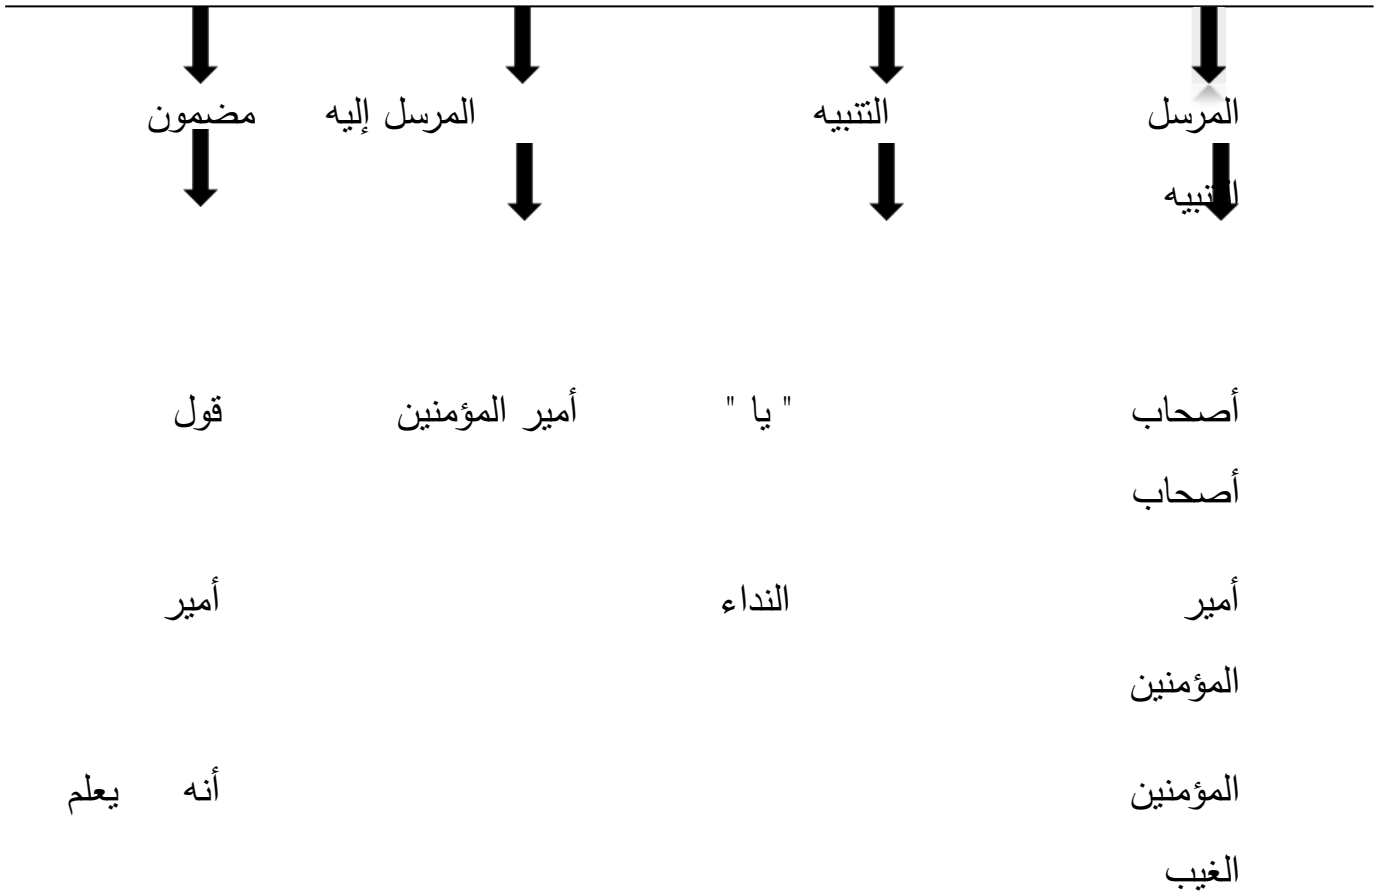 المرسل التنبيه المرسل إليه مضمون
التنبيه
أصحاب " يا " أمير المؤمنين قول
أصحاب
أمير النداء أمير
المؤمنين
المؤمنين أنه يعلم
الغيب